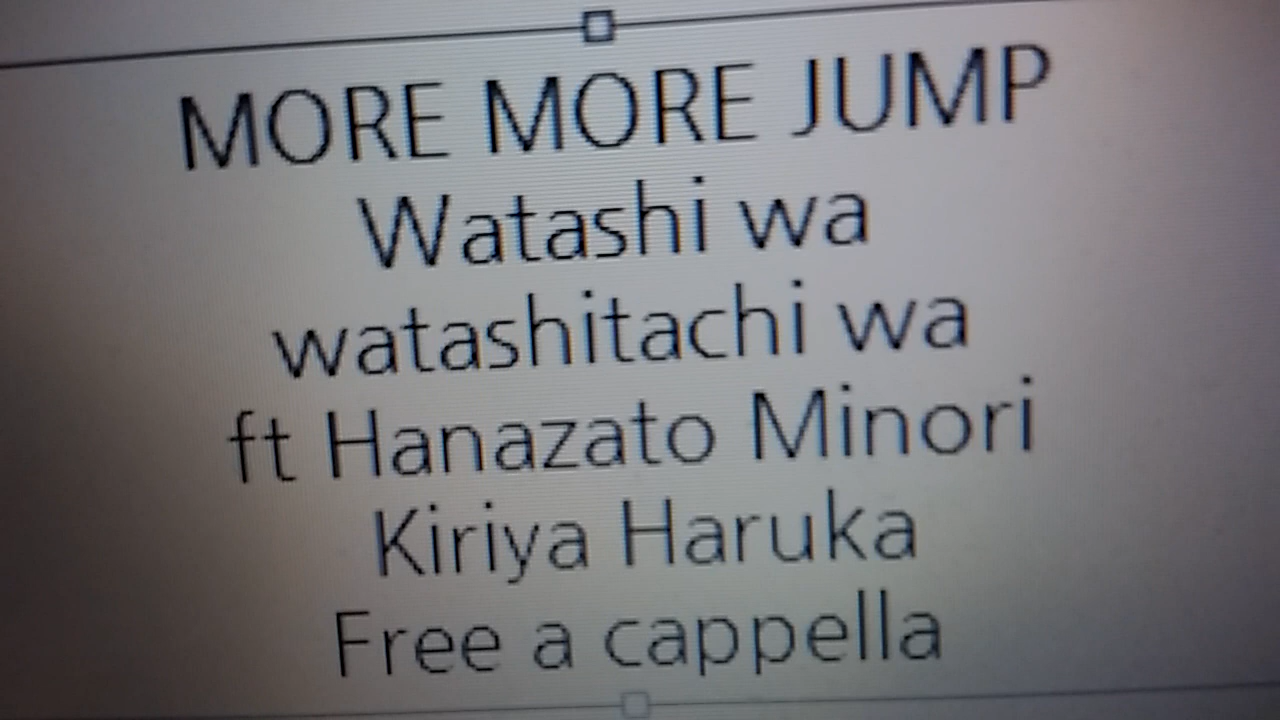 MORE MORE JUMP
Watashi wa
watashitachi wa
ft Hanazato Minori
Kiriya Haruka
Free a cappella